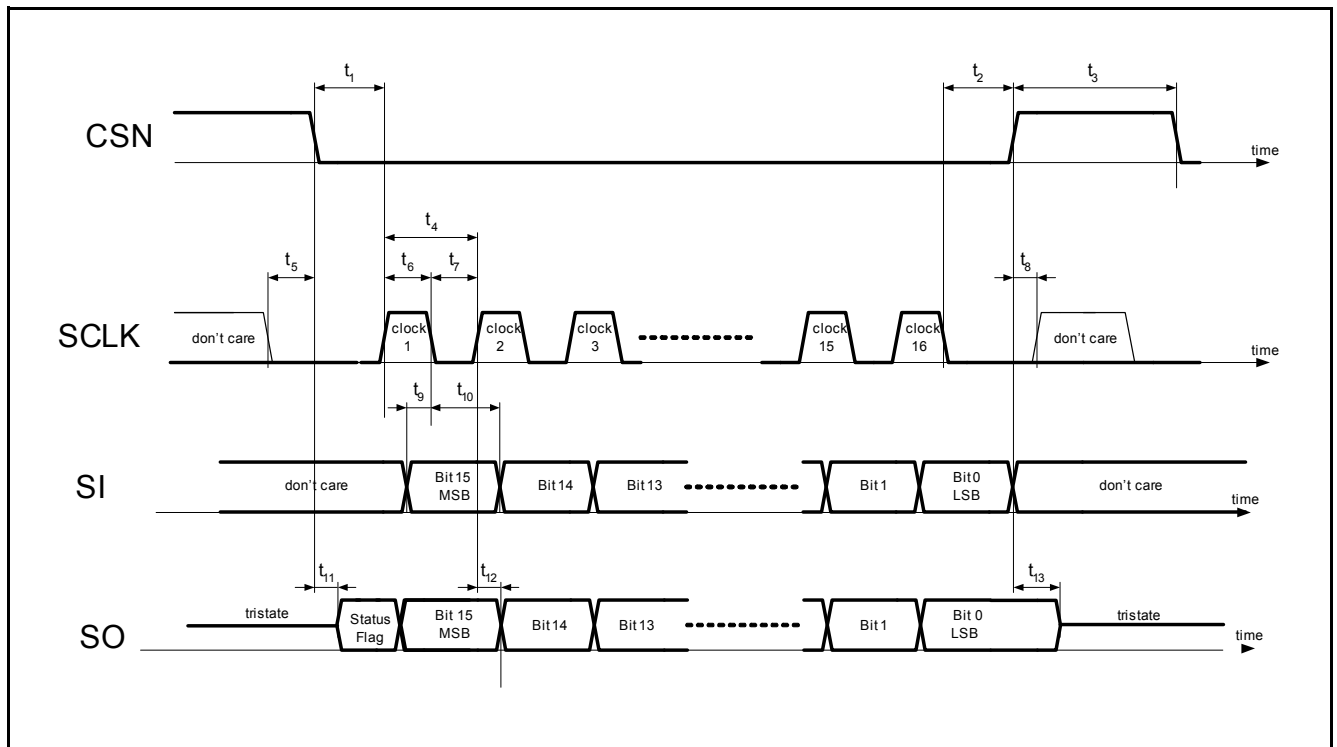 t1
t2
t3
CSN
time
t4
t5
t6
t7
t8
SCLK
don't care
clock
1
clock
2
clock
3
clock
15
clock
16
don't care
time
t9
t10
SI
don't care
Bit 15
MSB
Bit 14
Bit 13
Bit 1
Bit 0
LSB
don't care
time
t11
t12
t13
SO
tristate
Status
Flag
Bit 15
MSB
Bit 14
Bit 13
Bit 1
Bit 0
LSB
tristate
time